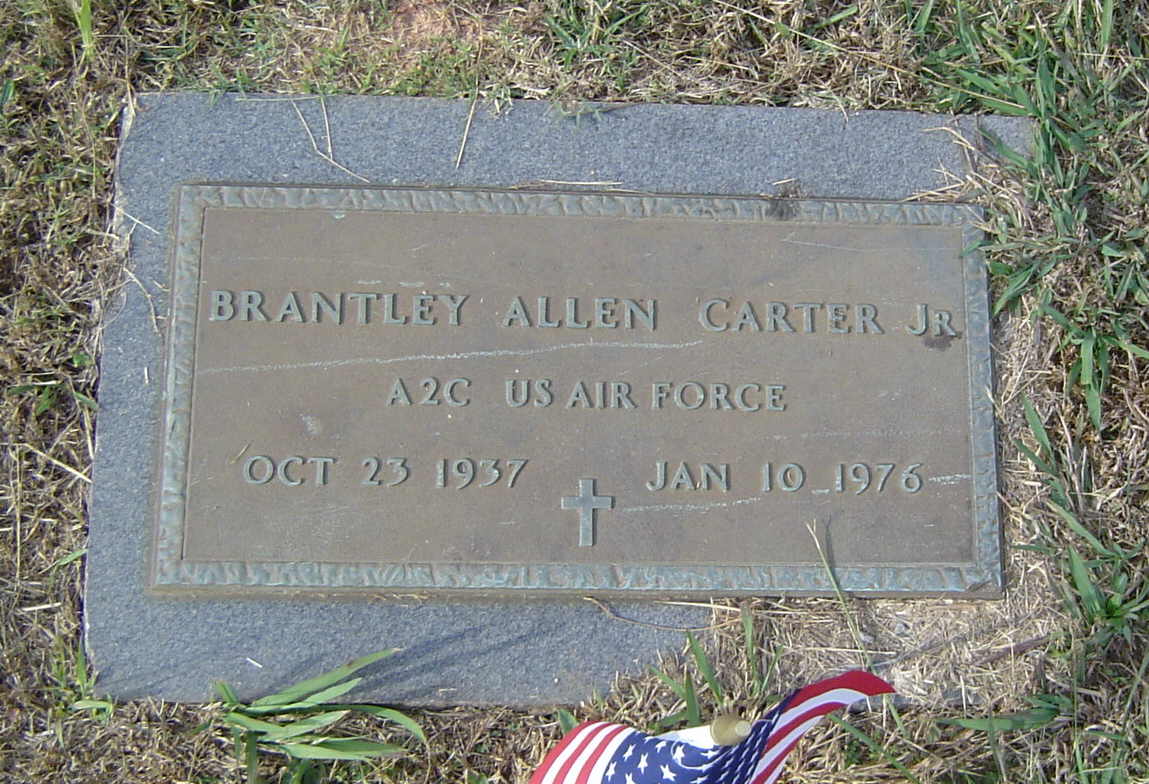 BRANTLEY ALLEN CARTER JR
A2C US AIR FORCE
OCT 23 1937 JAN 10 1976